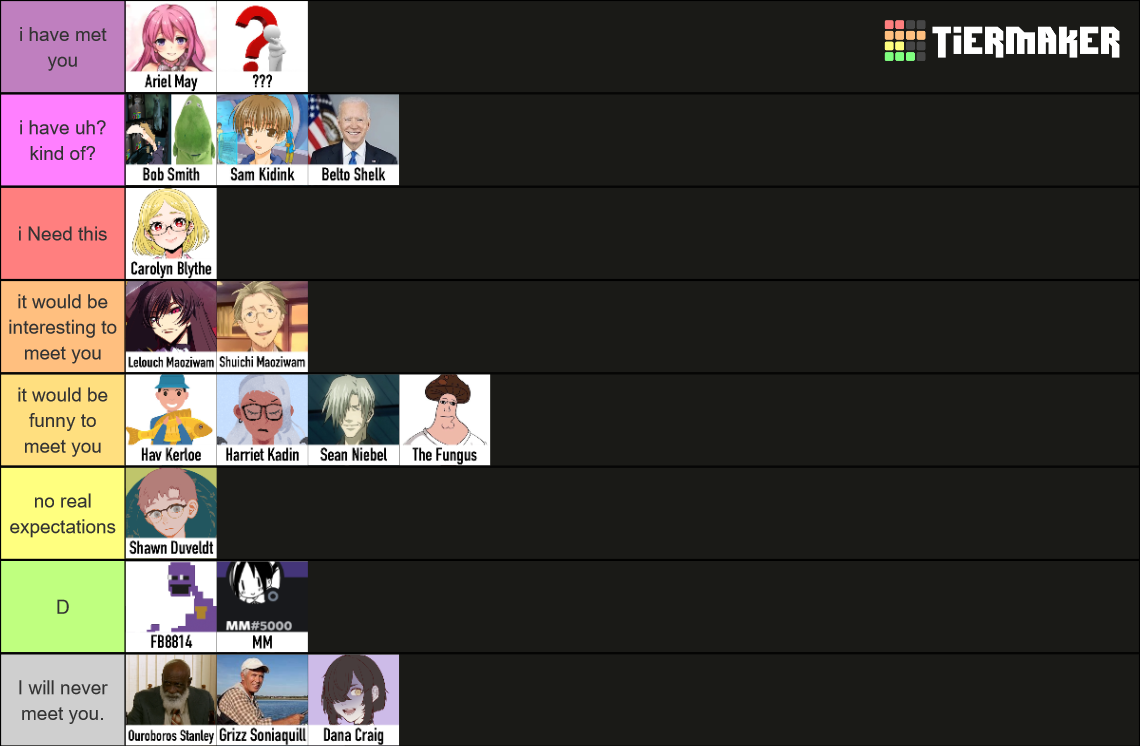 i have met
you
Ariel May
???
TiERMAKER
i have uh?
kind of?
Bob Smith
Sam Kidink
Belto Shelk
i Need this
Carolyn Blythe
it would be
interesting to
meet you
Lelouch Maoziwam
Shuichi Maoziwam
it would be
funny to
meet you
Hav Kerloe
Harriet Kadin
Sean Niebel
The Fungus
no real
expectations
Shawn Duveldt
D
FB8814
MM#5000
MM
I will never
meet you.
Ouroboros Stanley
Grizz Soniaquill
Dana Craig